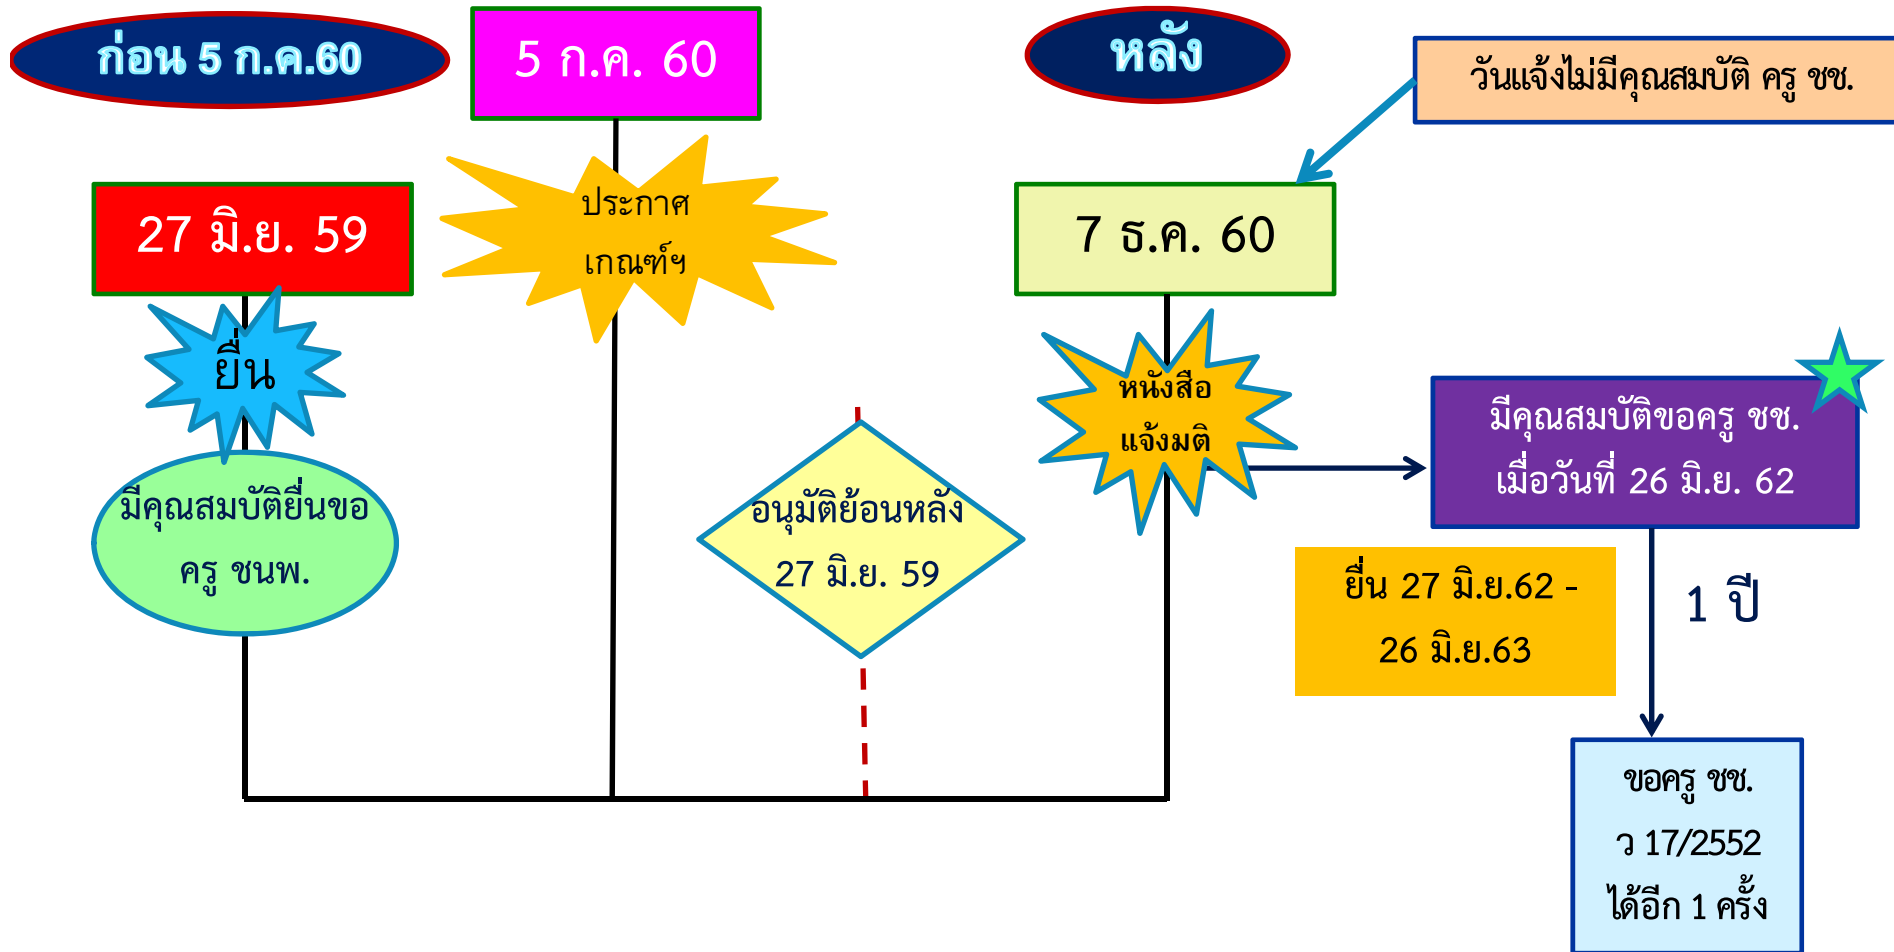 ก่อน 5 ก.ค.60
5 ก.ค. 60
หลัง
วันแจ้งไม่มีคุณสมบัติ ครู ชช.
27 มิ.ย. 59
ประกาศ
เกณฑ์ฯ
7 ธ.ค. 60
ยื่น
หนังสือ
แจ้งมติ
มีคุณสมบัติขอครู ชช.
เมื่อวันที่ 26 มิ.ย. 62
มีคุณสมบัติยื่นขอ
ครู ชนพ.
อนุมัติย้อนหลัง
27 มิ.ย. 59
ยื่น 27 มิ.ย.62 -
26 มิ.ย.63
1 ปี
ขอครู ชช.
ว 17/2552
ได้อีก 1 ครั้ง